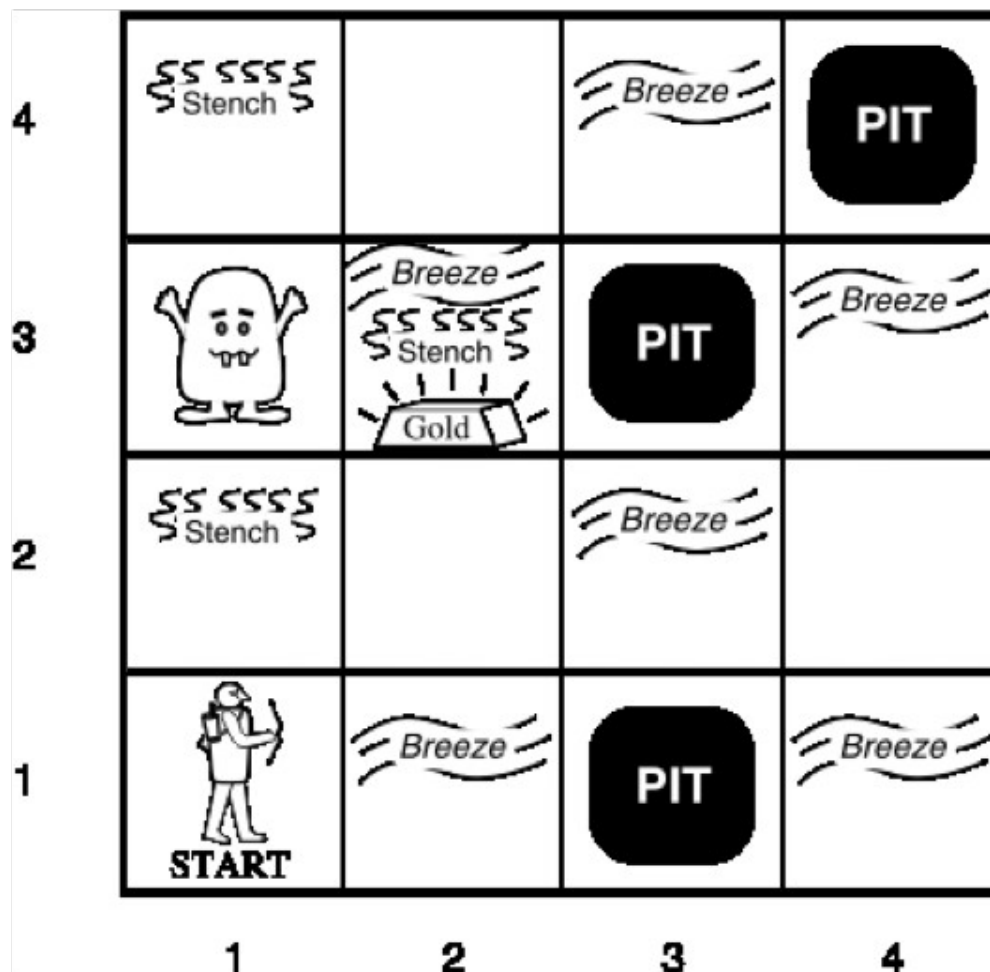 4
Stench
Breeze
PIT
3
Breeze
Stench
Gold
PIT
Breeze
2
Stench
Breeze
1
START
Breeze
PIT
Breeze
1 2 3 4